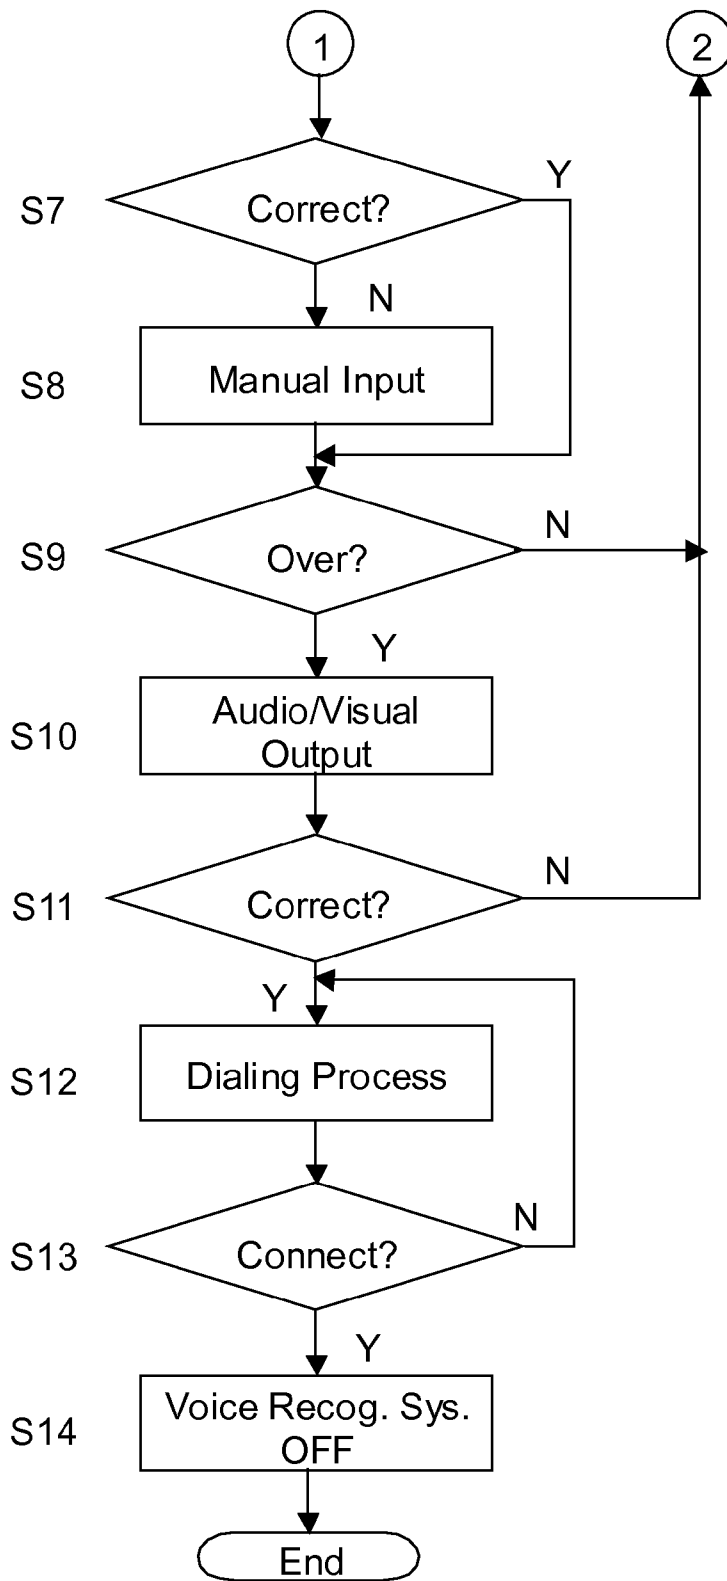 1
2
S7
Correct?
Y
N
S8
Manual Input
S9
Over?
N
Y
S10
Audio/Visual
Output
S11
Correct?
N
Y
S12
Dialing Process
S13
Connect?
N
Y
S14
Voice Recog. Sys.
OFF
End